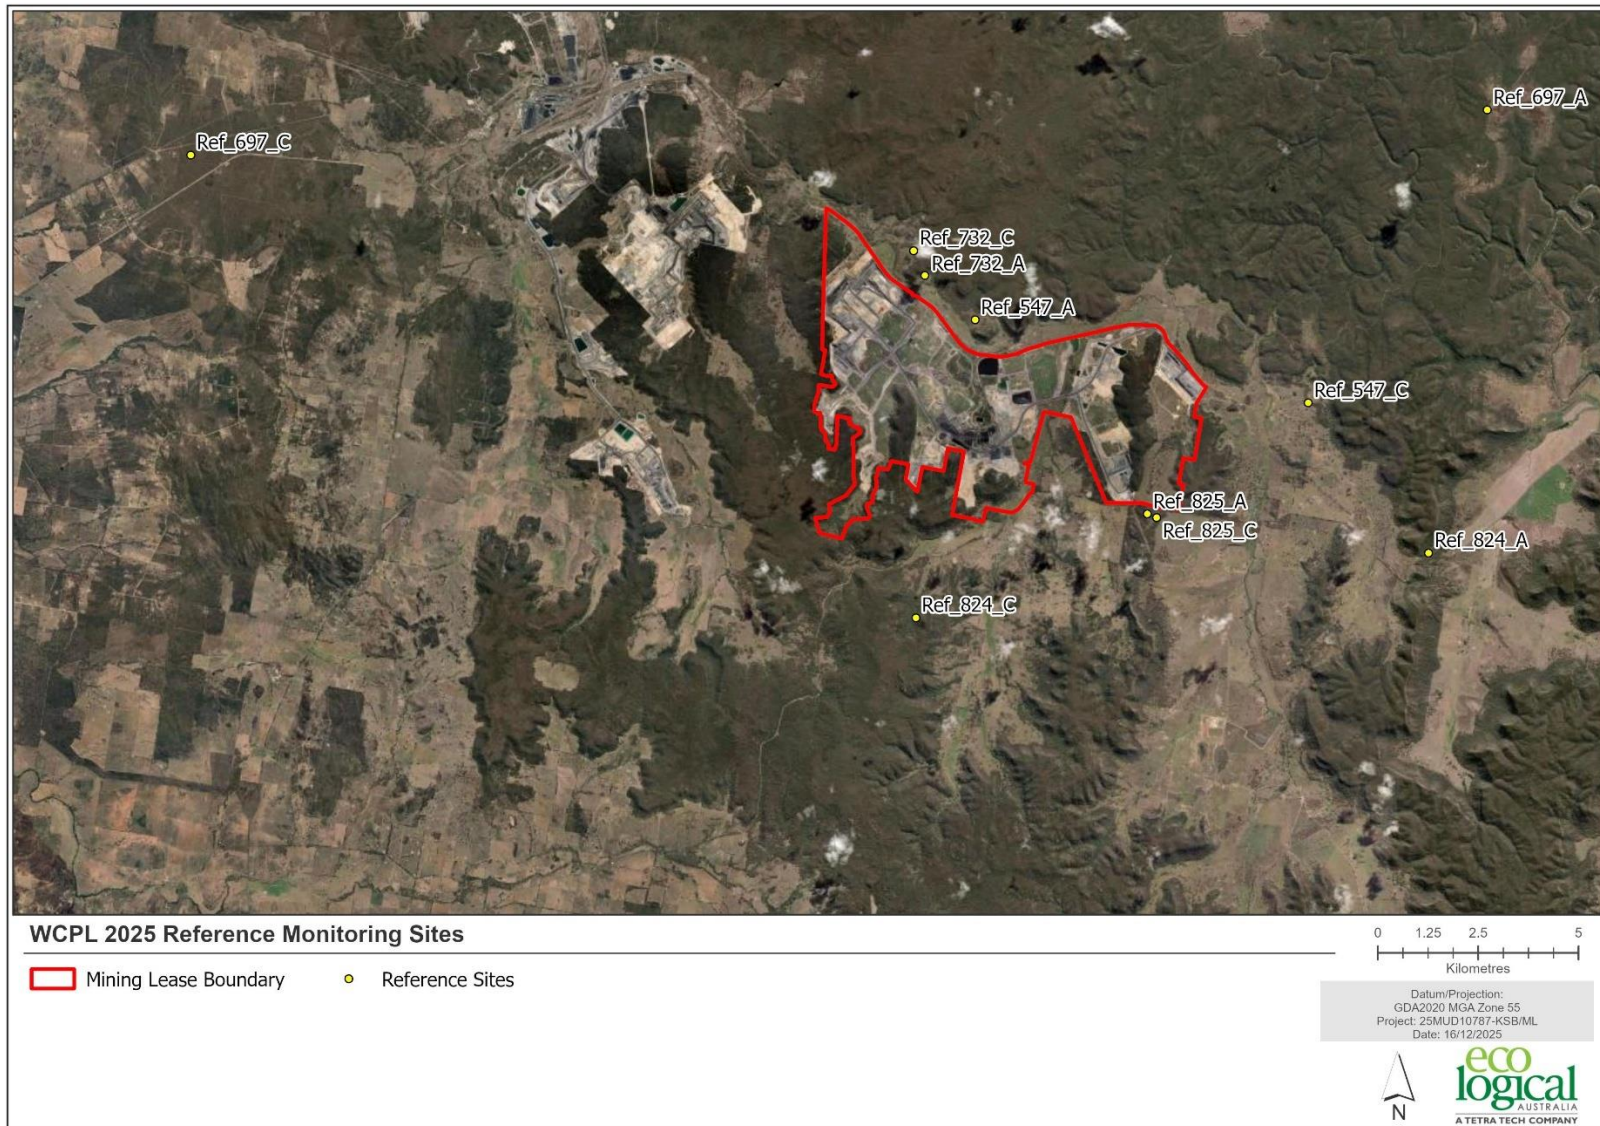 Ref_697_A
Ref_697_C
Ref_732_C
Ref_732_A
Ref_547_A
Ref_547_C
Ref_825_A
Ref_825_C
Ref_824_A
Ref_824_C
WCPL 2025 Reference Monitoring Sites
Mining Lease Boundary
Reference Sites
0 1.25 2.5 5
Kilometres
Datum/Projection:
GDA2020 MGA Zone 55
Project: 25MUD10787-KSB/ML
Date: 16/12/2025
N
eco
logical
AUSTRALIA
A TETRA TECH COMPANY